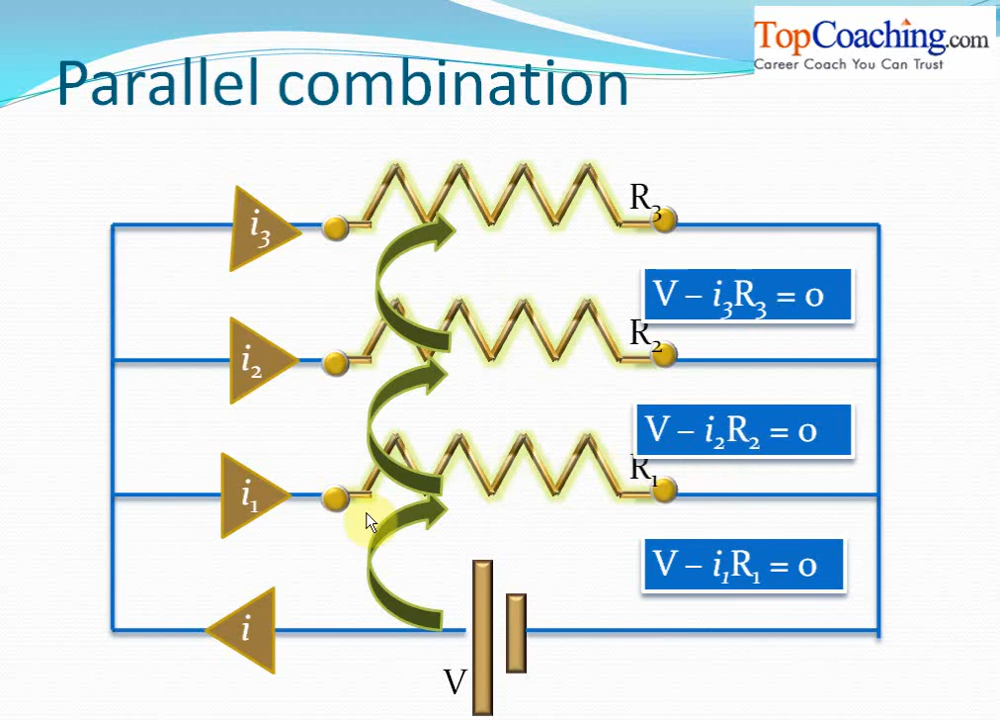 TopCoaching.com
Career Coach You Can Trust
Parallel combination
R₃
i₃
V – i₃R₃ = 0
R₂
i₂
V – i₂R₂ = 0
R₁
i₁
V – i₁R₁ = 0
i
V